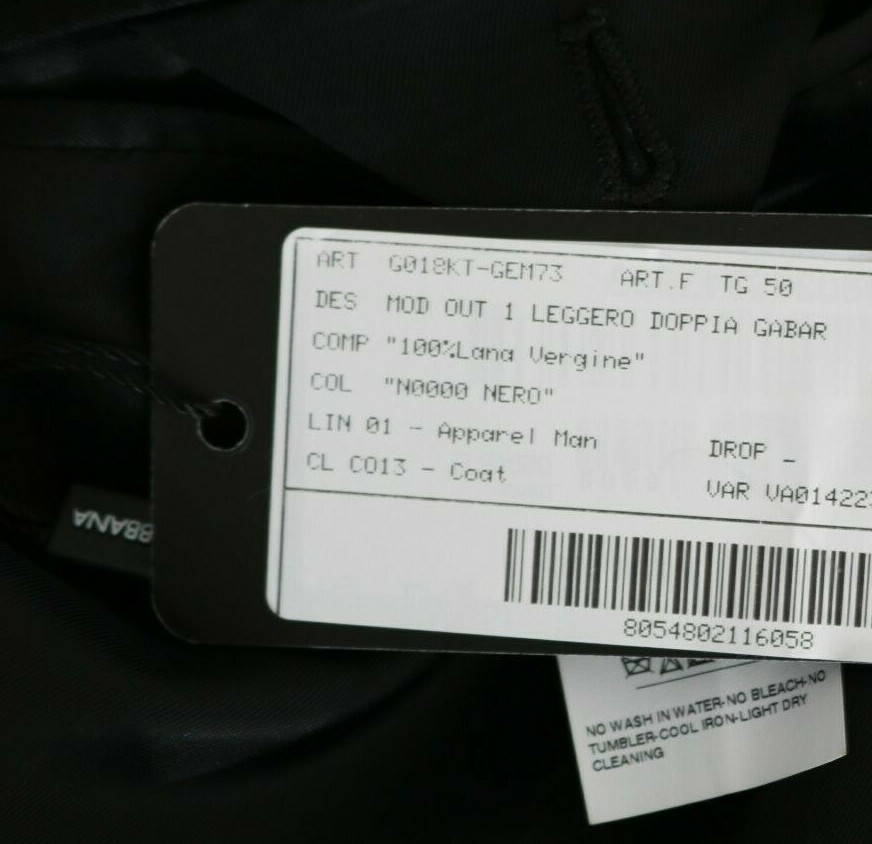 ART G018KT-GEM73 ART.F TG 50
DES MOD OUT 1 LEGGERO DOPPIA GABAR
COMP "100%Lana Vergine"
COL "N0000 NERO"
LIN 01 - Apparel Man
DROP _
CL CO13 - Coat
VAR VA01422
8054802116058
BBANA
NO WASH IN WATER-NO BLEACH-NO
TUMBLER-COOL IRON-LIGHT DRY
CLEANING